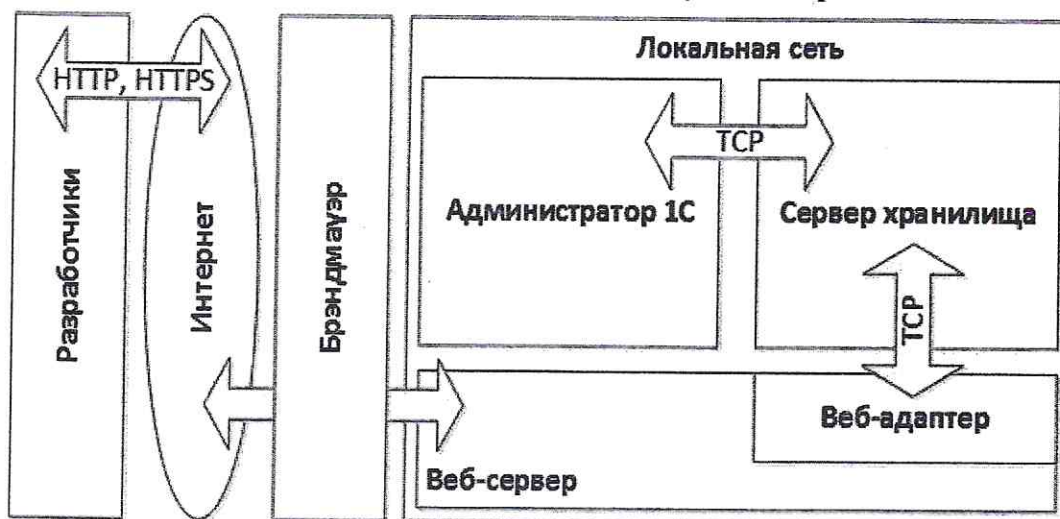 Локальная сеть
HTTP, HTTPS
TCP
Разработчики
Интернет
Брэндмауэр
Администратор 1С
Сервер хранилища
TCP
Веб-адаптер
Веб-сервер